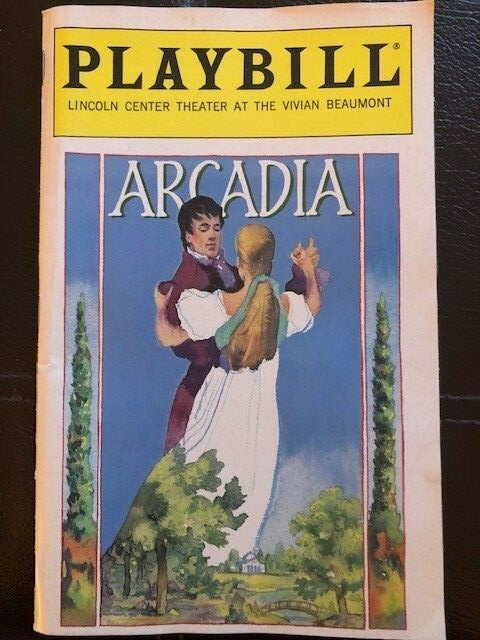 PLAYBILL®
LINCOLN CENTER THEATER AT THE VIVIAN BEAUMONT
ARCADIA